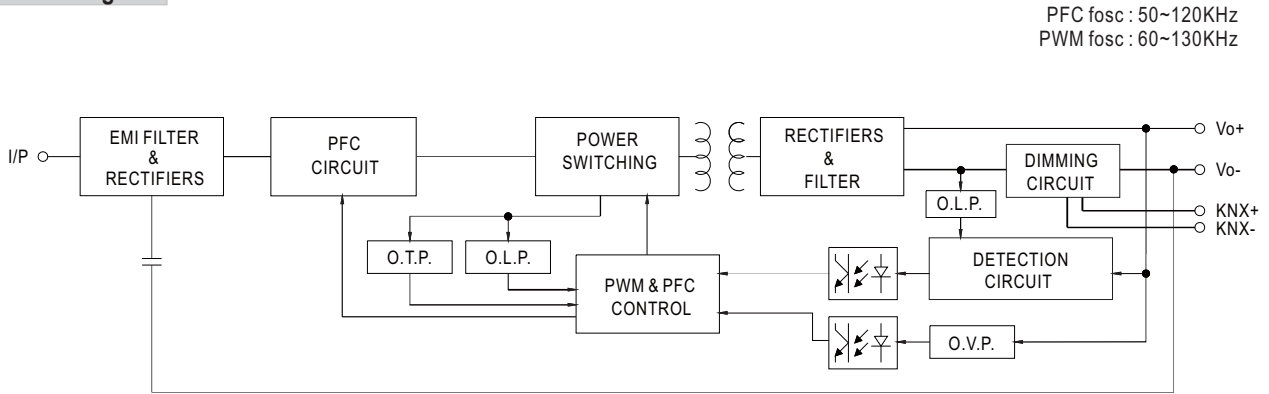 PFC fosc : 50~120KHz
PWM fosc : 60~130KHz
I/P
EMI FILTER
&
RECTIFIERS
PFC
CIRCUIT
POWER
SWITCHING
RECTIFIERS
&
FILTER
DIMMING
CIRCUIT
Vo+
Vo-
KNX+
KNX-
O.L.P.
O.T.P.
O.L.P.
PWM & PFC
CONTROL
DETECTION
CIRCUIT
O.V.P.